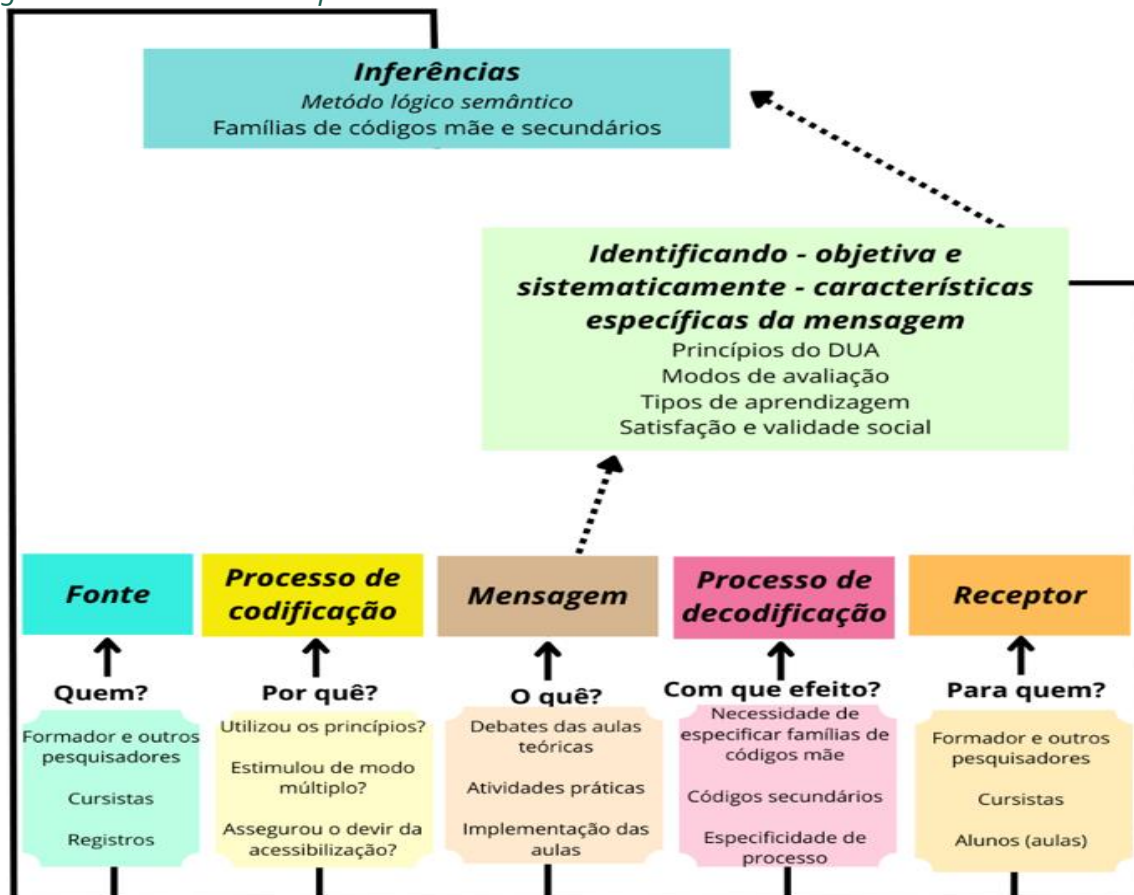 Inferências
Metódo lógico semântico
Famílias de códigos mãe e secundários
Identificando - objetiva e
sistematicamente - características
específicas da mensagem
Princípios do DUA
Modos de avaliação
Tipos de aprendizagem
Satisfação e validade social
Fonte
Processo de
codificação
Mensagem
Processo de
decodificação
Receptor
Quem?
Por quê?
O quê?
Com que efeito?
Para quem?
Formador e outros
pesquisadores
Cursistas
Registros
Utilizou os princípios?
Estimulou de modo
múltiplo?
Assegurou o devir da
acessibilização?
Debates das aulas
teóricas
Atividades práticas
Implementação das
aulas
Necessidade de
especificar famílias de
códigos mãe
Códigos secundários
Especificidade de
processo
Formador e outros
pesquisadores
Cursistas
Alunos (aulas)